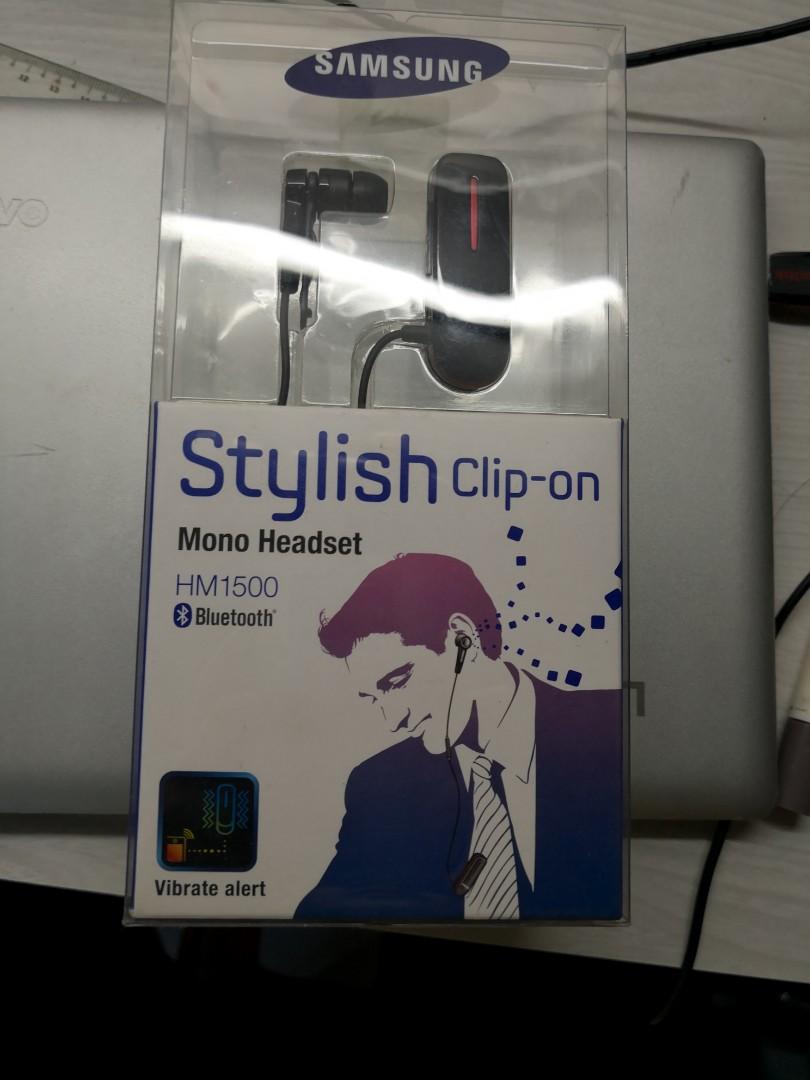 SAMSUNG
Stylish Clip-on
Mono Headset
HM1500
Bluetooth®
Vibrate alert